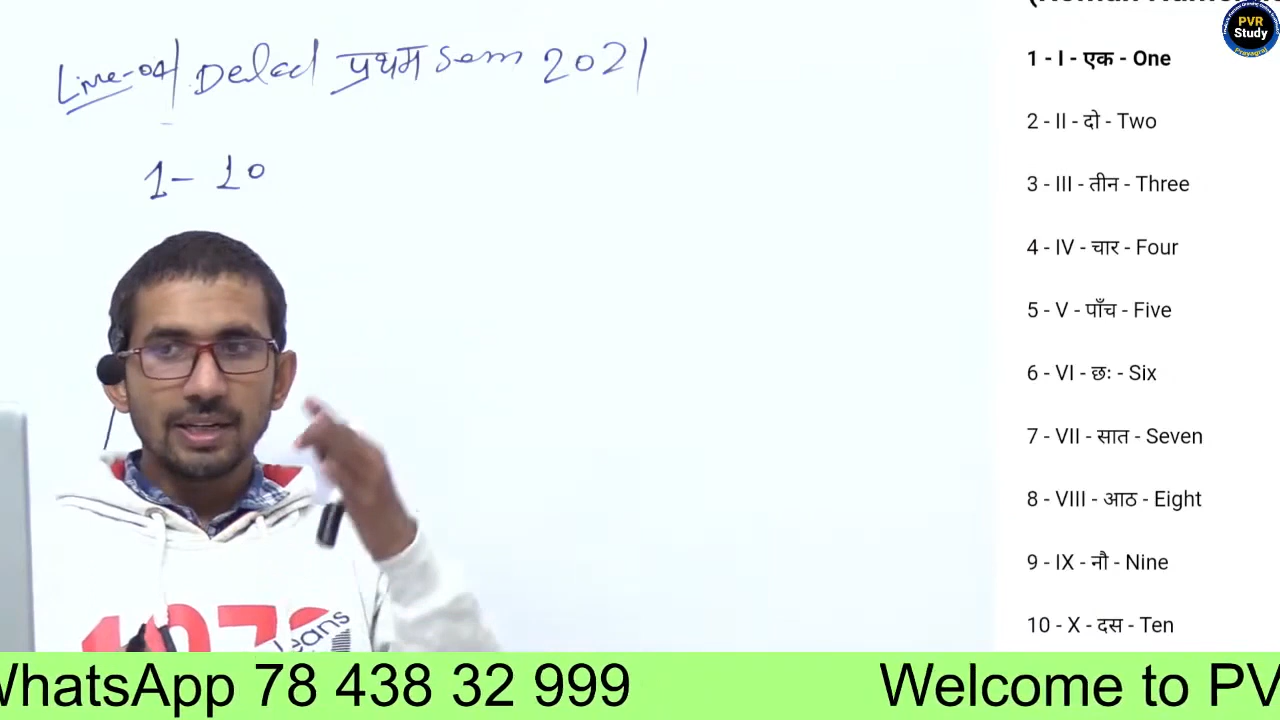 Live-04 Deled प्रथम Sem 2021
1- 10
PVR
Study
Prayagraj
1 - I - एक - One
2 - II - दो - Two
3 - III - तीन - Three
4 - IV - चार - Four
5 - V - पाँच - Five
6 - VI - छः - Six
7 - VII - सात - Seven
8 - VIII - आठ - Eight
9 - IX - नौ - Nine
10 - X - दस - Ten
Jeans
WhatsApp 78 438 32 999 Welcome to PV